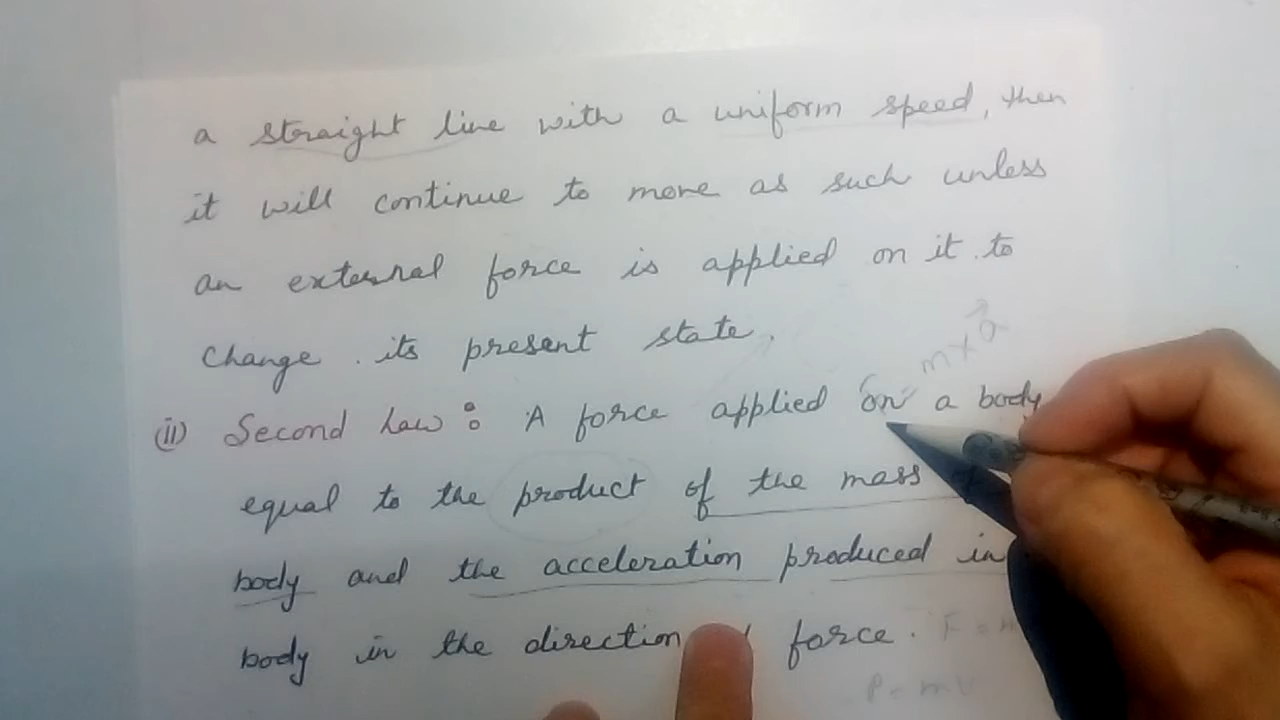 a straight line with a uniform speed, then
it will continue to move as such unless
an external force is applied on it to
change its present state.
m x a
(ii) Second Law : A force applied on a body
equal to the product of the mass
body and the acceleration produced in
body in the direction force.
F = m
P = mv